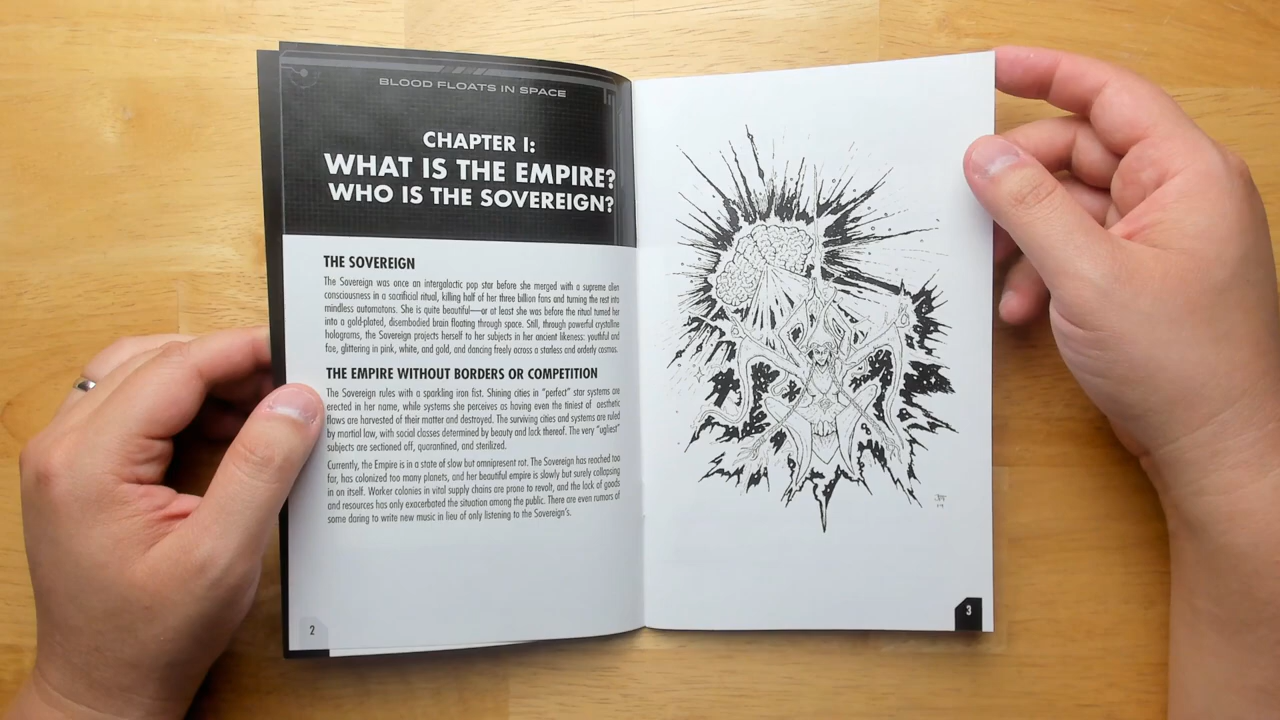 BLOOD FLOATS IN SPACE
CHAPTER I:
WHAT IS THE EMPIRE?
WHO IS THE SOVEREIGN?
THE SOVEREIGN
The Sovereign was once an intergalactic pop star before she merged with a supreme alien
consciousness in a sacrificial ritual, killing half of her three billion fans and turning the rest into
mindless automatons. She is quite beautiful—or at least she was before the ritual turned her
into a gold-plated, disembodied brain floating through space. Still, through powerful crystalline
holograms, the Sovereign projects herself to her subjects in her ancient likeness: youthful and
fae, glittering in pink, white, and gold, and dancing freely across a starless and orderly cosmos.
THE EMPIRE WITHOUT BORDERS OR COMPETITION
The Sovereign rules with a sparkling iron fist. Shining cities in "perfect" star systems are
erected in her name, while systems she perceives as having even the tiniest of aesthetic
flaws are harvested of their matter and destroyed. The surviving cities and systems are ruled
by martial law, with social classes determined by beauty and lack thereof. The very "ugliest"
subjects are sectioned off, quarantined, and sterilized.
Currently, the Empire is in a state of slow but omnipresent rot. The Sovereign has reached too
far, has colonized too many planets, and her beautiful empire is slowly but surely collapsing
in on itself. Worker colonies in vital supply chains are prone to revolt, and the lack of goods
and resources has only exacerbated the situation among the public. There are even rumors of
some daring to write new music in lieu of only listening to the Sovereign's.
2
3